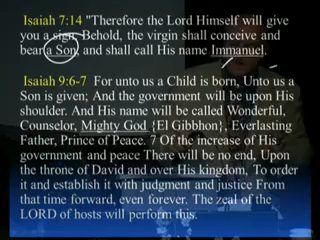 Isaiah 7:14 "Therefore the Lord Himself will give
you a sign: Behold, the virgin shall conceive and
bear a Son, and shall call His name Immanuel.
Isaiah 9:6-7 For unto us a Child is born, Unto us a
Son is given; And the government will be upon His
shoulder. And His name will be called Wonderful,
Counselor, Mighty God {El Gibbhon}, Everlasting
Father, Prince of Peace. 7 Of the increase of His
government and peace There will be no end, Upon
the throne of David and over His kingdom, To order
it and establish it with judgment and justice From
that time forward, even forever. The zeal of the
LORD of hosts will perform this.